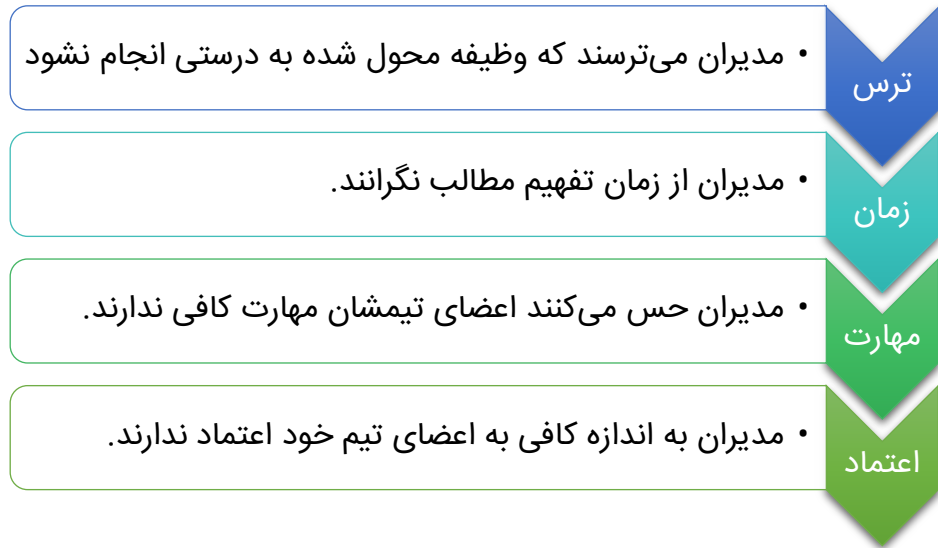 ترس
• مدیران می‌ترسند که وظیفه محول شده به درستی انجام نشود
زمان
• مدیران از زمان تفهیم مطالب نگرانند.
مهارت
• مدیران حس می‌کنند اعضای تیمشان مهارت کافی ندارند.
اعتماد
• مدیران به اندازه کافی به اعضای تیم خود اعتماد ندارند.